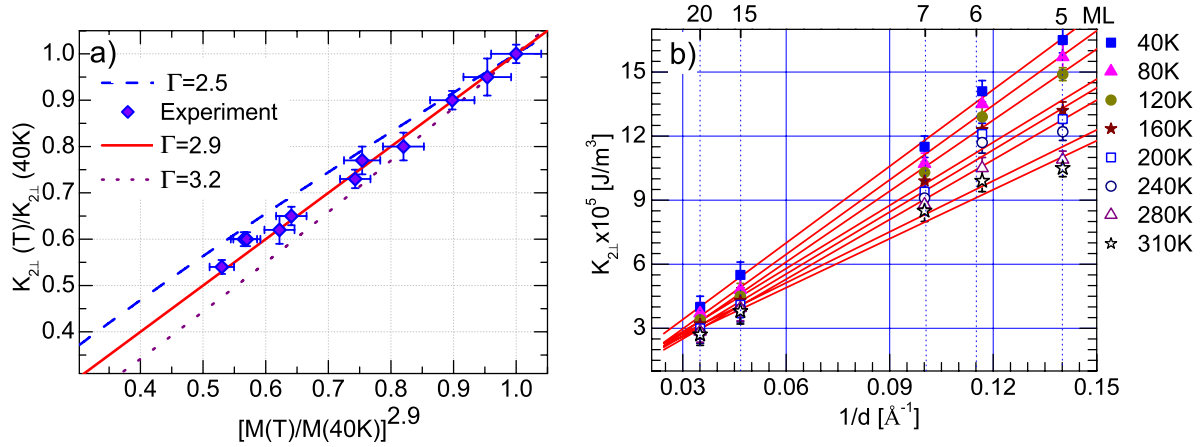 a)
Γ=2.5
Experiment
Γ=2.9
Γ=3.2
K2⊥ (T)/K2⊥ (40K)
1.0
0.9
0.8
0.7
0.6
0.5
0.4
0.4 0.5 0.6 0.7 0.8 0.9 1.0
[M(T)/M(40K)]^2.9
20 15 7 6 5 ML
b)
K2⊥x10^5 [J/m^3]
15
12
9
6
3
0.03 0.06 0.09 0.12 0.15
1/d [Å^-1]
40K
80K
120K
160K
200K
240K
280K
310K